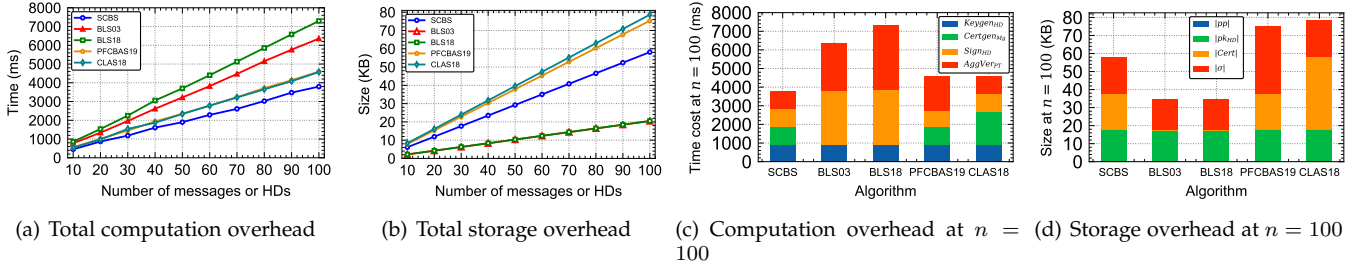 Time (ms)
8000
7000
6000
5000
4000
3000
2000
1000
0
SCBS
BLS03
BLS18
PFCBAS19
CLAS18
10 20 30 40 50 60 70 80 90 100
Number of messages or HDs
(a) Total computation overhead
Size (KB)
80
70
60
50
40
30
20
10
0
SCBS
BLS03
BLS18
PFCBAS19
CLAS18
10 20 30 40 50 60 70 80 90 100
Number of messages or HDs
(b) Total storage overhead
Time cost at n = 100 (ms)
8000
7000
6000
5000
4000
3000
2000
1000
0
Keygen_HD
Certgen_Ma
Sign_HD
AggVer_PT
SCBS BLS03 BLS18 PFCBAS19 CLAS18
Algorithm
(c) Computation overhead at n =
100
Size at n = 100 (KB)
80
70
60
50
40
30
20
10
0
|pp|
|pk_HD|
|Cert|
|σ|
SCBS BLS03 BLS18 PFCBAS19 CLAS18
Algorithm
(d) Storage overhead at n = 100